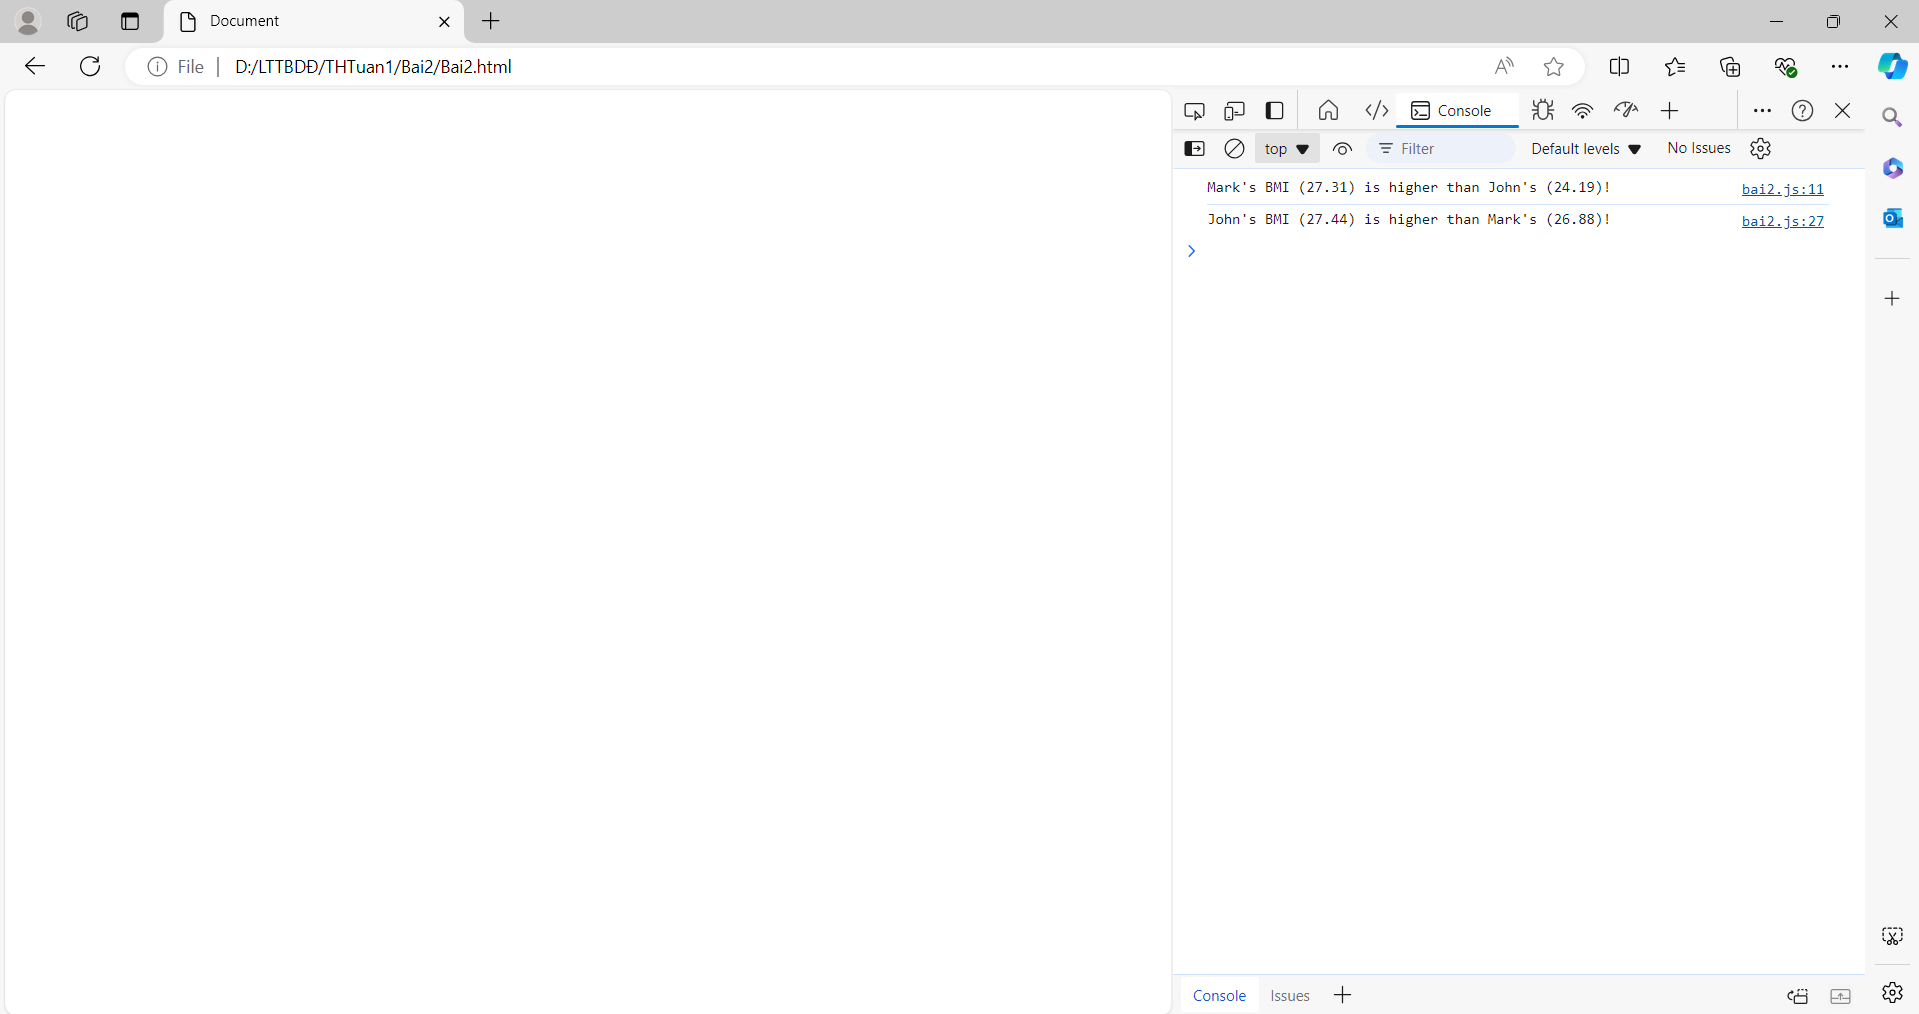 Document
File
D:/LTTBDĐ/THTuan1/Bai2/Bai2.html
Console
top
Filter
Default levels
No Issues
Mark's BMI (27.31) is higher than John's (24.19)! bai2.js:11
John's BMI (27.44) is higher than Mark's (26.88)! bai2.js:27
Console Issues